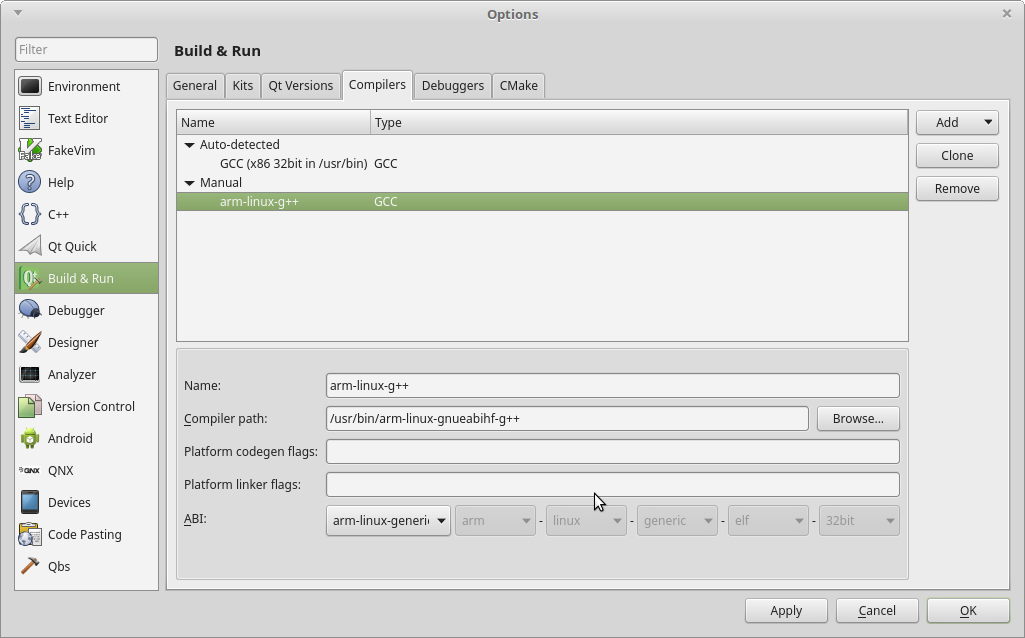 Options
Filter
Build & Run
Environment
Text Editor
FakeVim
Help
C++
Qt Quick
Build & Run
Debugger
Designer
Analyzer
Version Control
Android
QNX
Devices
Code Pasting
Qbs
General Kits Qt Versions Compilers Debuggers CMake
Name Type
Auto-detected
GCC (x86 32bit in /usr/bin) GCC
Manual
arm-linux-g++ GCC
Add
Clone
Remove
Name: arm-linux-g++
Compiler path: /usr/bin/arm-linux-gnueabihf-g++ Browse...
Platform codegen flags:
Platform linker flags:
ABI: arm-linux-generi arm - linux - generic - elf - 32bit
Apply Cancel OK